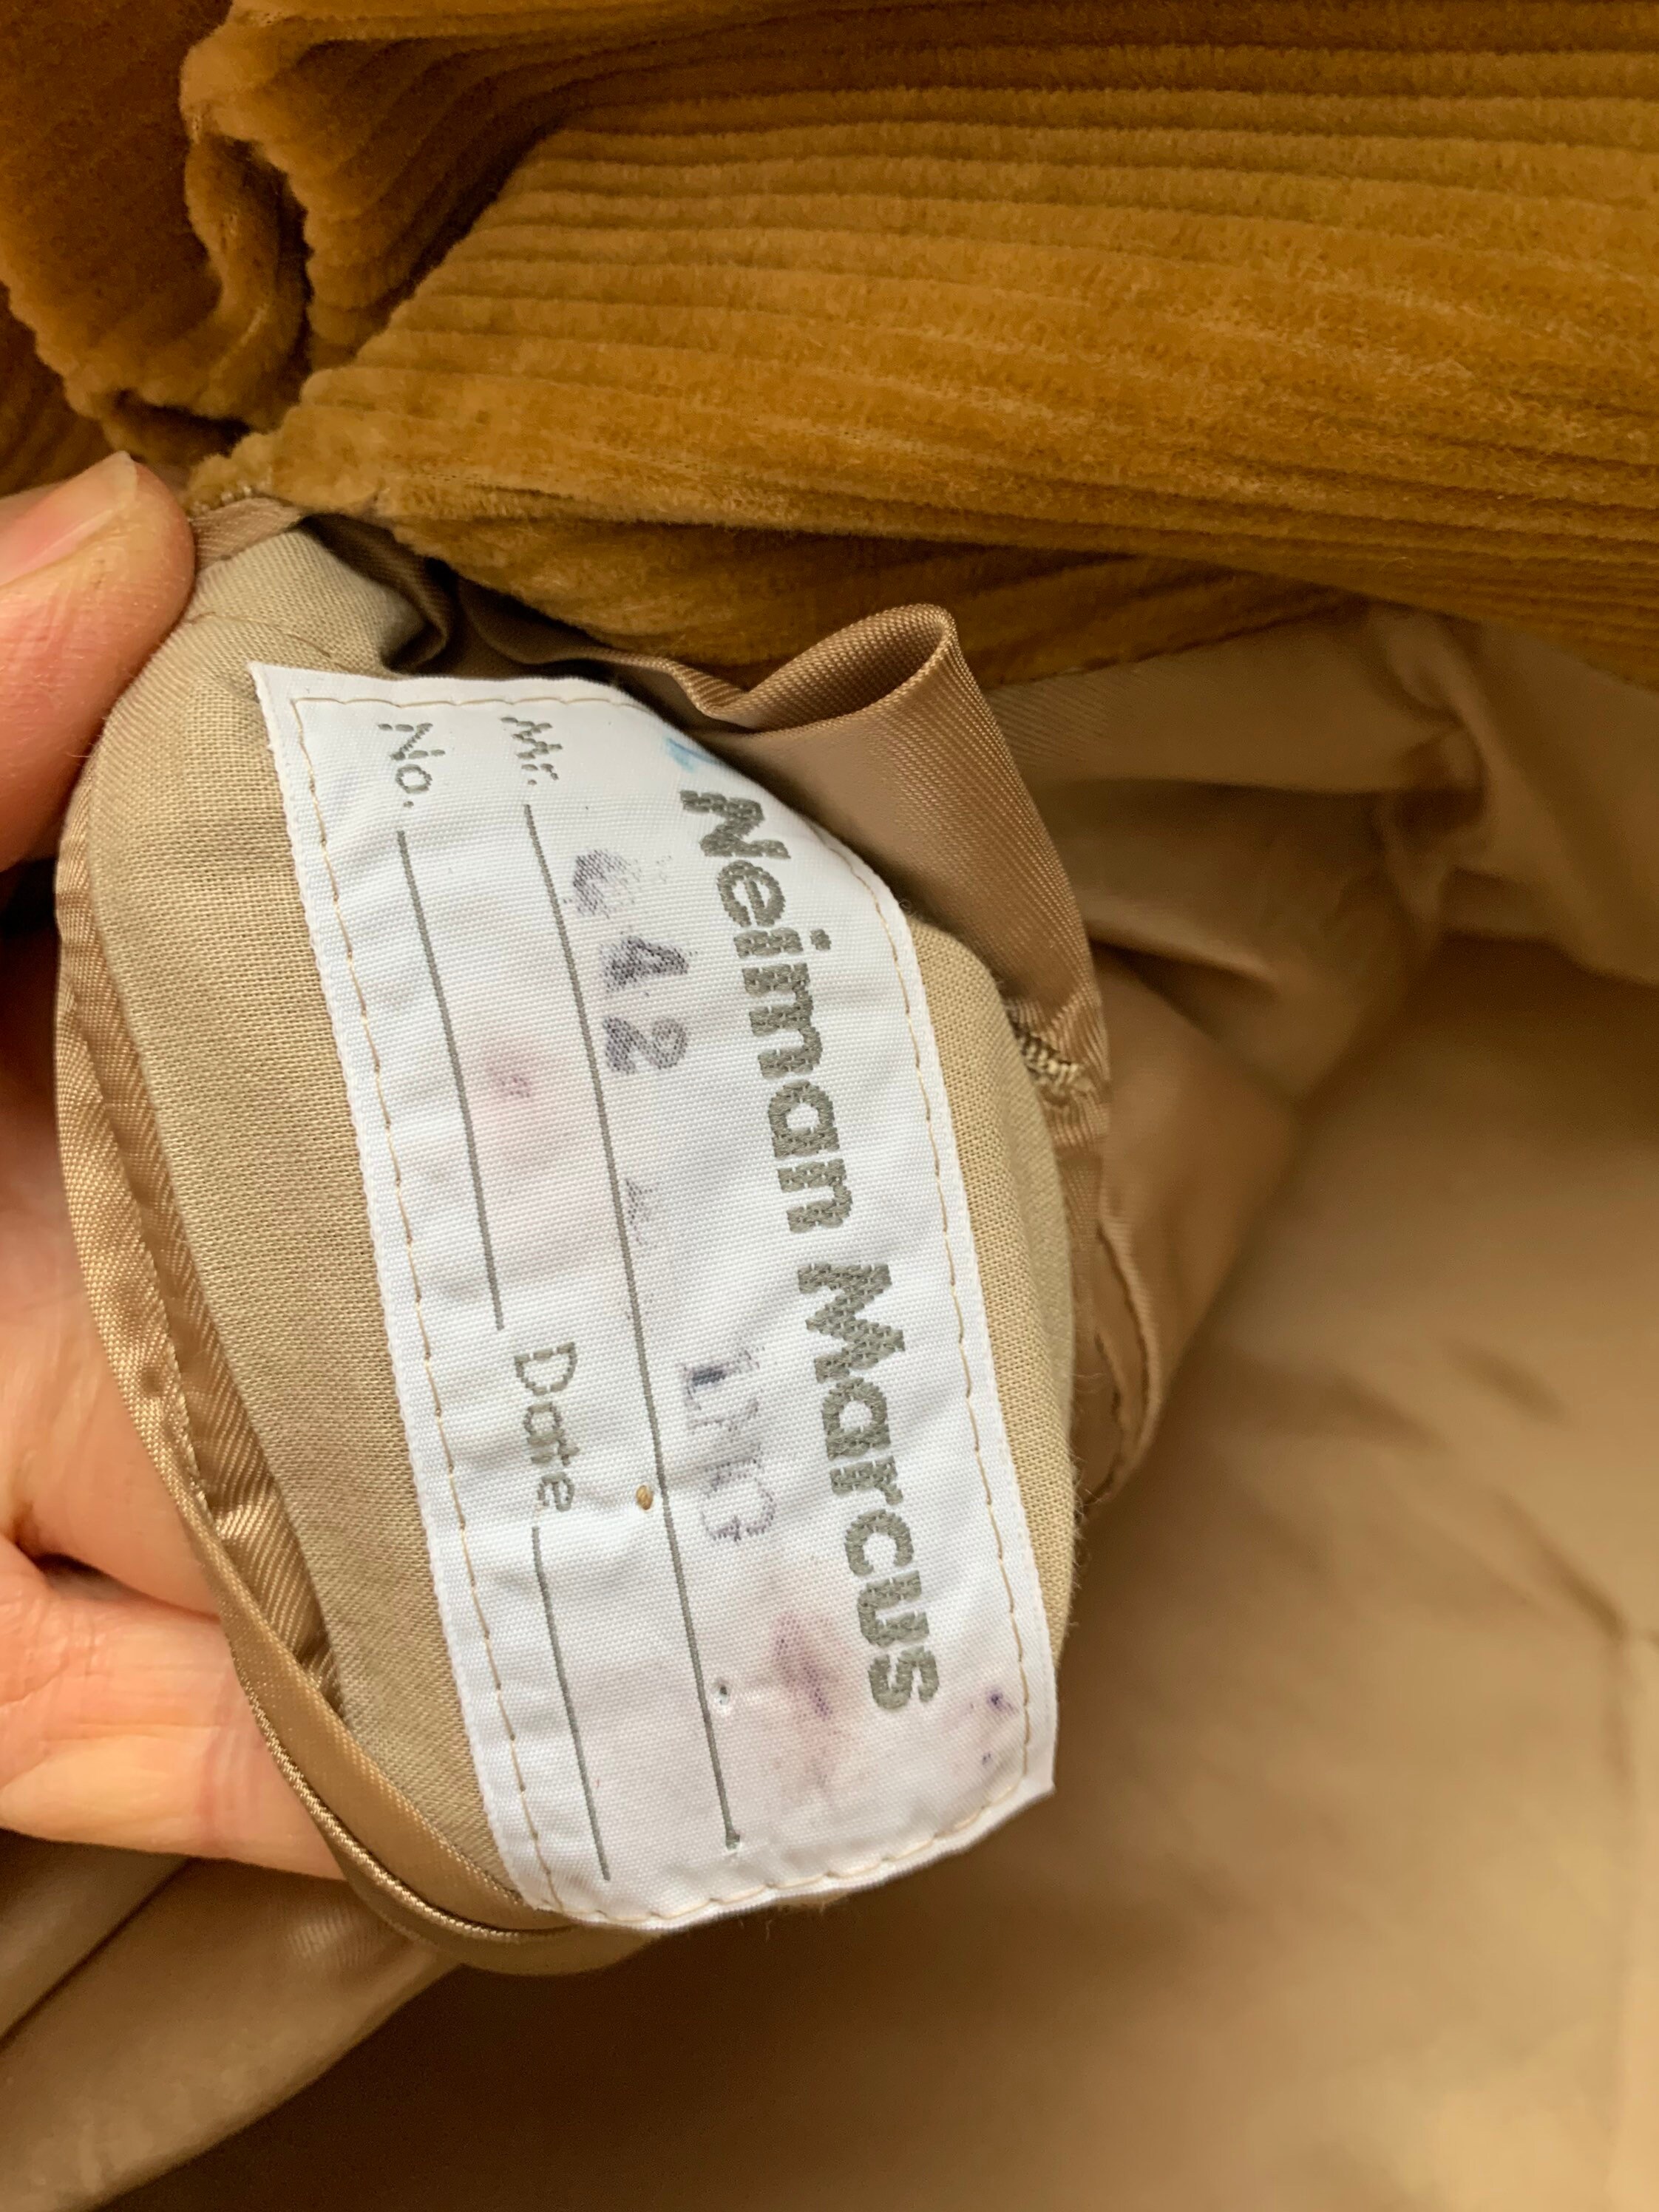 Neiman Marcus
42
Mr.
No. Date